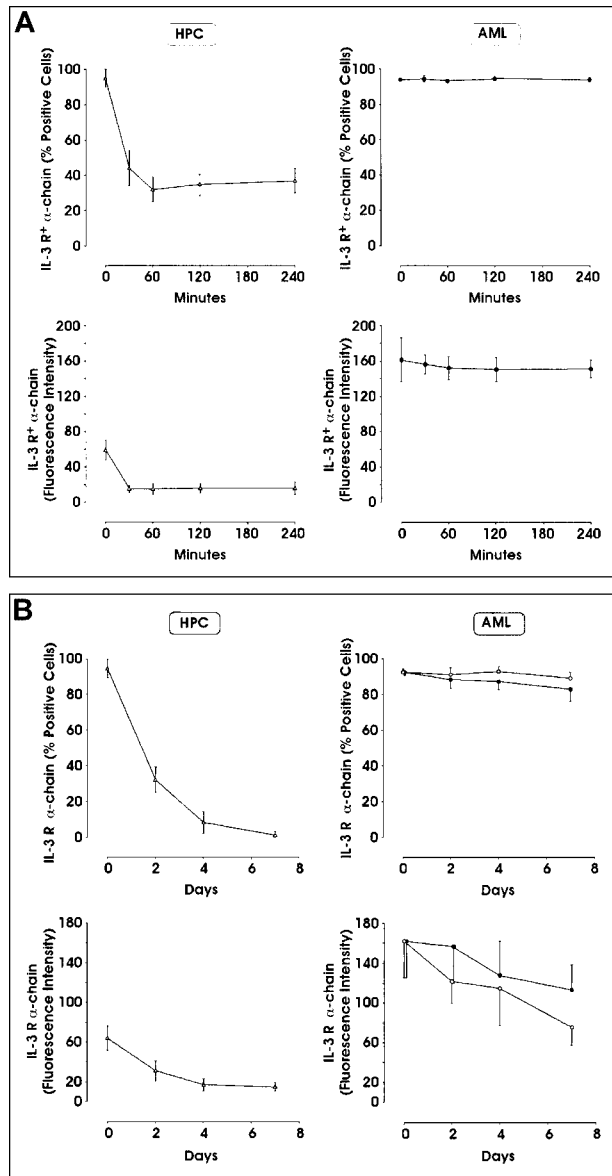 A
HPC
AML
IL-3 R+ α-chain (% Positive Cells)
100
80
60
40
20
0
0 60 120 180 240
Minutes
IL-3 R+ α-chain (% Positive Cells)
100
80
60
40
20
0
0 60 120 180 240
Minutes
IL-3 R+ α-chain
(Fluorescence Intensity)
200
160
120
80
40
0
0 60 120 180 240
Minutes
IL-3 R+ α-chain
(Fluorescence Intensity)
200
160
120
80
40
0
0 60 120 180 240
Minutes
B
HPC
AML
IL-3 R α-chain (% Positive Cells)
100
80
60
40
20
0
0 2 4 6 8
Days
IL-3 R α-chain (% Positive Cells)
100
80
60
40
20
0
0 2 4 6 8
Days
IL-3 R α-chain
(Fluorescence Intensity)
180
140
100
60
20
0
0 2 4 6 8
Days
IL-3 R α-chain
(Fluorescence Intensity)
180
140
100
60
20
0
0 2 4 6 8
Days